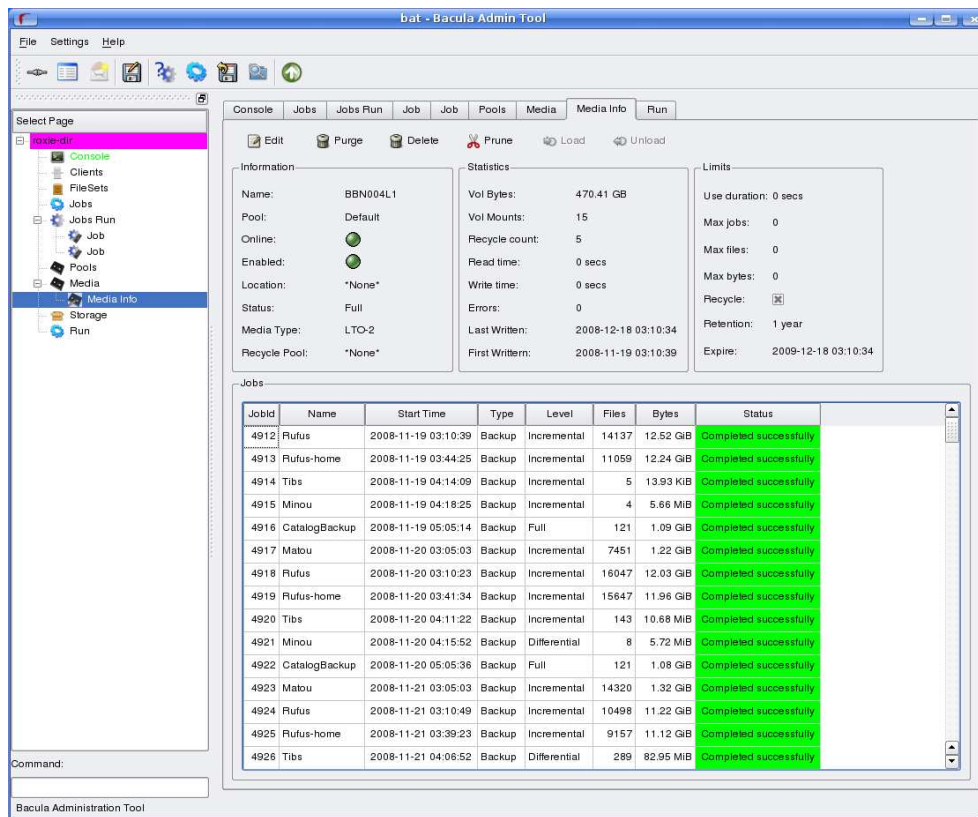 bat - Bacula Admin Tool
File Settings Help
Select Page
roxie-dir
Console
Clients
FileSets
Jobs
Jobs Run
Job
Job
Pools
Media
Media Info
Storage
Run
Command:
Bacula Administration Tool
Console Jobs Jobs Run Job Job Pools Media Media Info Run
Edit Purge Delete Prune Load Unload
Information
Name: BBN004L1
Pool: Default
Online:
Enabled:
Location: *None*
Status: Full
Media Type: LTO-2
Recycle Pool: *None*
Statistics
Vol Bytes: 470.41 GB
Vol Mounts: 15
Recycle count: 5
Read time: 0 secs
Write time: 0 secs
Errors: 0
Last Written: 2008-12-18 03:10:34
First Writtern: 2008-11-19 03:10:39
Limits
Use duration: 0 secs
Max jobs: 0
Max files: 0
Max bytes: 0
Recycle:
Retention: 1 year
Expire: 2009-12-18 03:10:34
Jobs
JobId Name Start Time Type Level Files Bytes Status
4912 Rufus 2008-11-19 03:10:39 Backup Incremental 14137 12.52 GiB Completed successfully
4913 Rufus-home 2008-11-19 03:44:25 Backup Incremental 11059 12.24 GiB Completed successfully
4914 Tibs 2008-11-19 04:14:09 Backup Incremental 5 13.93 KiB Completed successfully
4915 Minou 2008-11-19 04:18:25 Backup Incremental 4 5.66 MiB Completed successfully
4916 CatalogBackup 2008-11-19 05:05:14 Backup Full 121 1.09 GiB Completed successfully
4917 Matou 2008-11-20 03:05:03 Backup Incremental 7451 1.22 GiB Completed successfully
4918 Rufus 2008-11-20 03:10:23 Backup Incremental 16047 12.03 GiB Completed successfully
4919 Rufus-home 2008-11-20 03:41:34 Backup Incremental 15647 11.96 GiB Completed successfully
4920 Tibs 2008-11-20 04:11:22 Backup Incremental 143 10.68 MiB Completed successfully
4921 Minou 2008-11-20 04:15:52 Backup Differential 8 5.72 MiB Completed successfully
4922 CatalogBackup 2008-11-20 05:05:36 Backup Full 121 1.08 GiB Completed successfully
4923 Matou 2008-11-21 03:05:03 Backup Incremental 14320 1.32 GiB Completed successfully
4924 Rufus 2008-11-21 03:10:49 Backup Incremental 10498 11.22 GiB Completed successfully
4925 Rufus-home 2008-11-21 03:39:23 Backup Incremental 9157 11.12 GiB Completed successfully
4926 Tibs 2008-11-21 04:06:52 Backup Differential 289 82.95 MiB Completed successfully